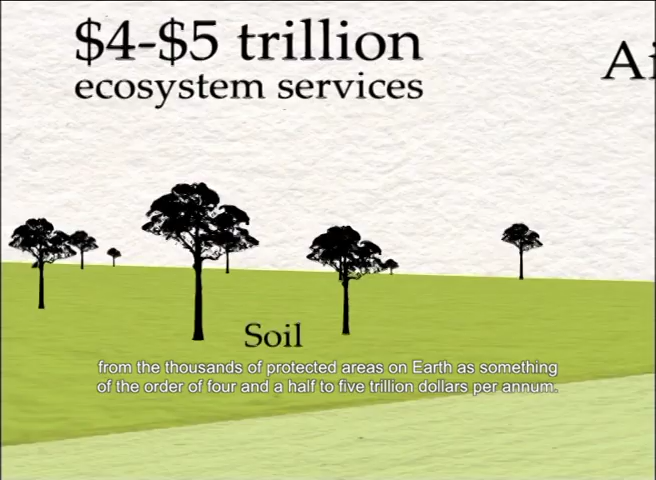 $4-$5 trillion
ecosystem services
Ai
Soil
from the thousands of protected areas on Earth as something
of the order of four and a half to five trillion dollars per annum.